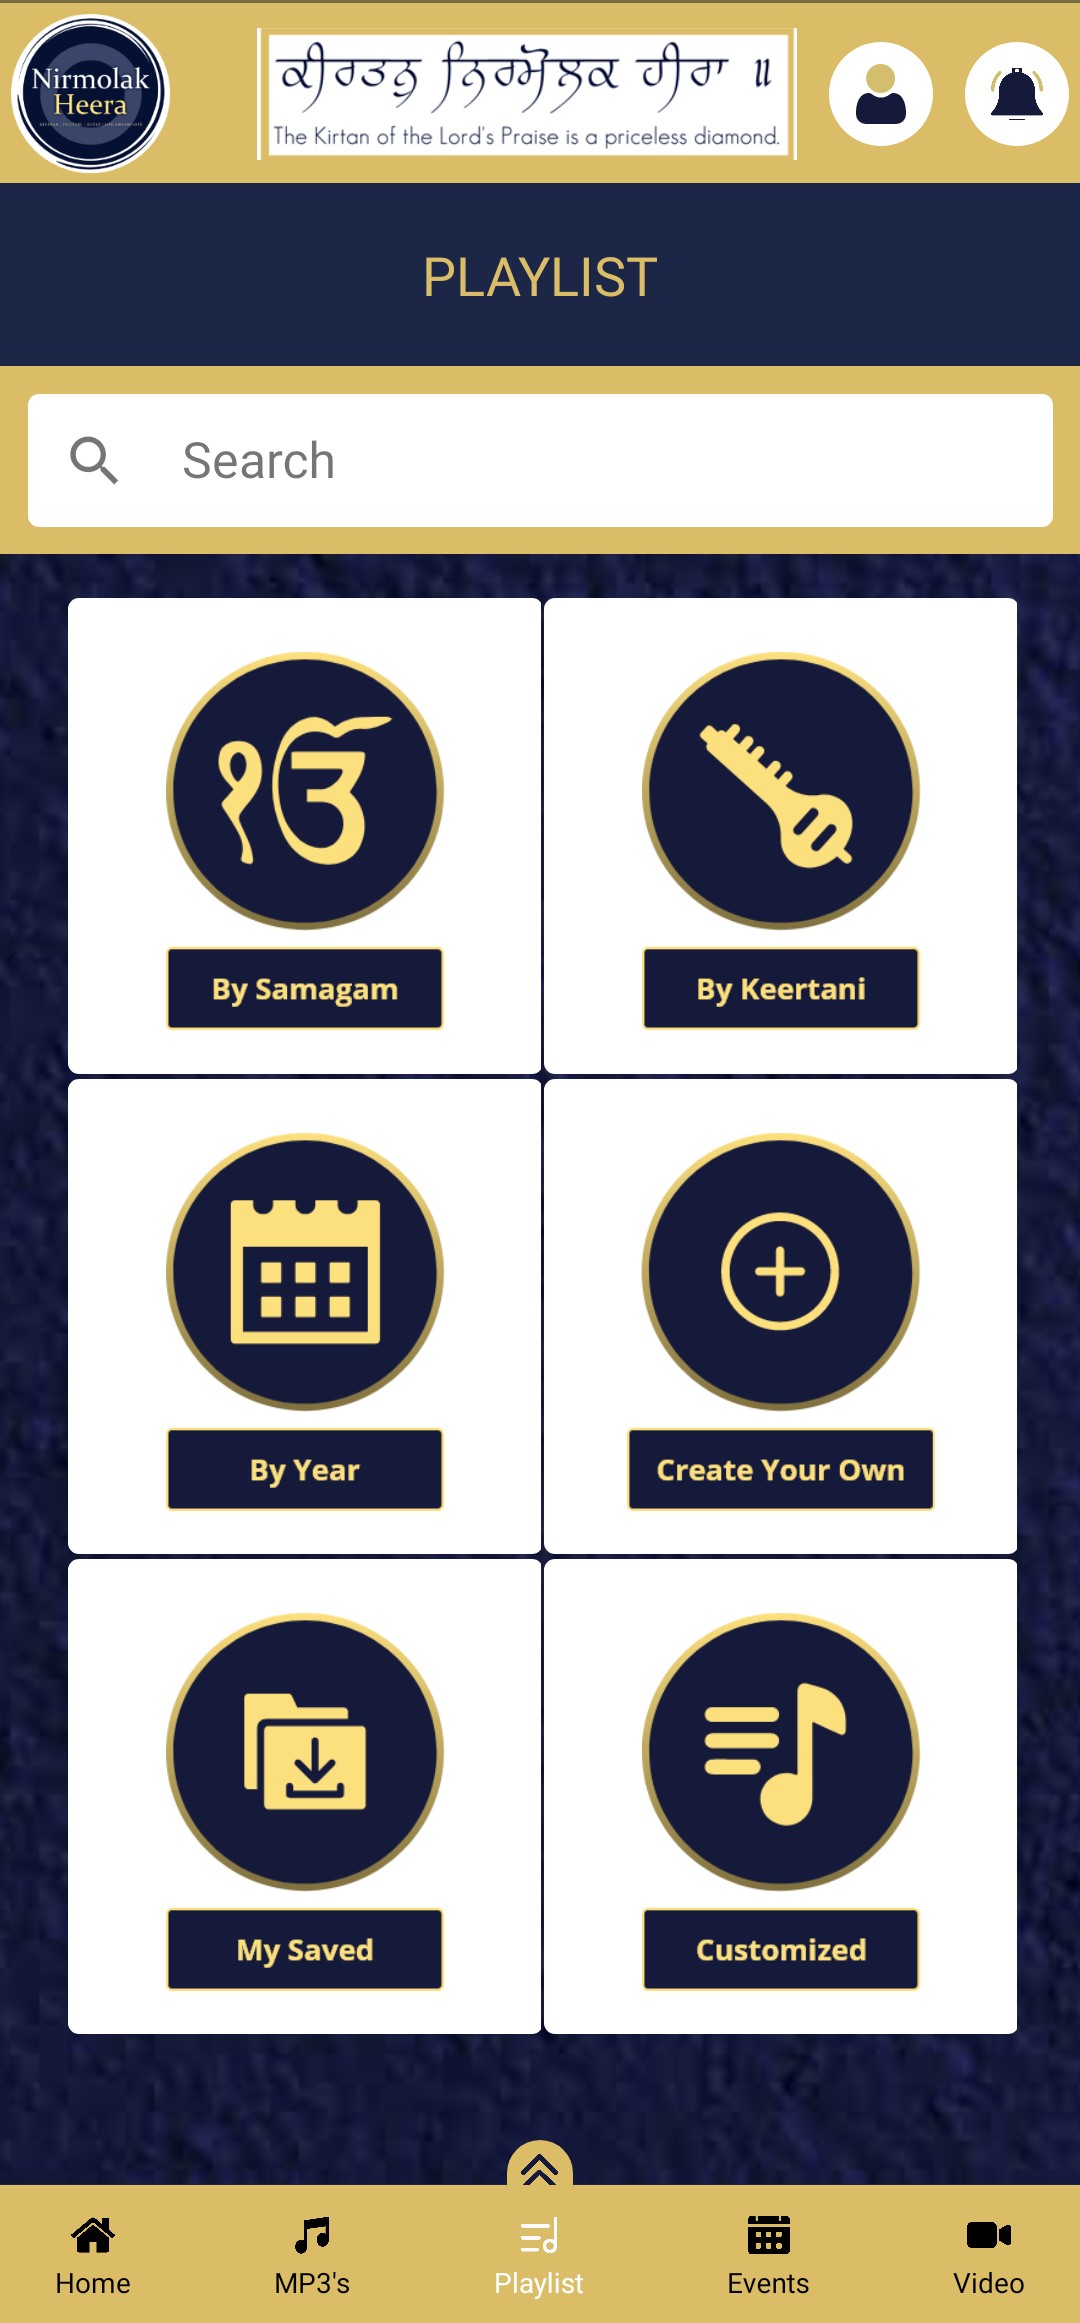 Nirmolak
Heera
ਕੀਰਤਨੁ ਨਿਰਮੋਲਕ ਹੀਰਾ ॥
The Kirtan of the Lord's Praise is a priceless diamond.
PLAYLIST
Search
ੴ
By Samagam
By Keertani
By Year
Create Your Own
My Saved
Customized
Home
MP3's
Playlist
Events
Video